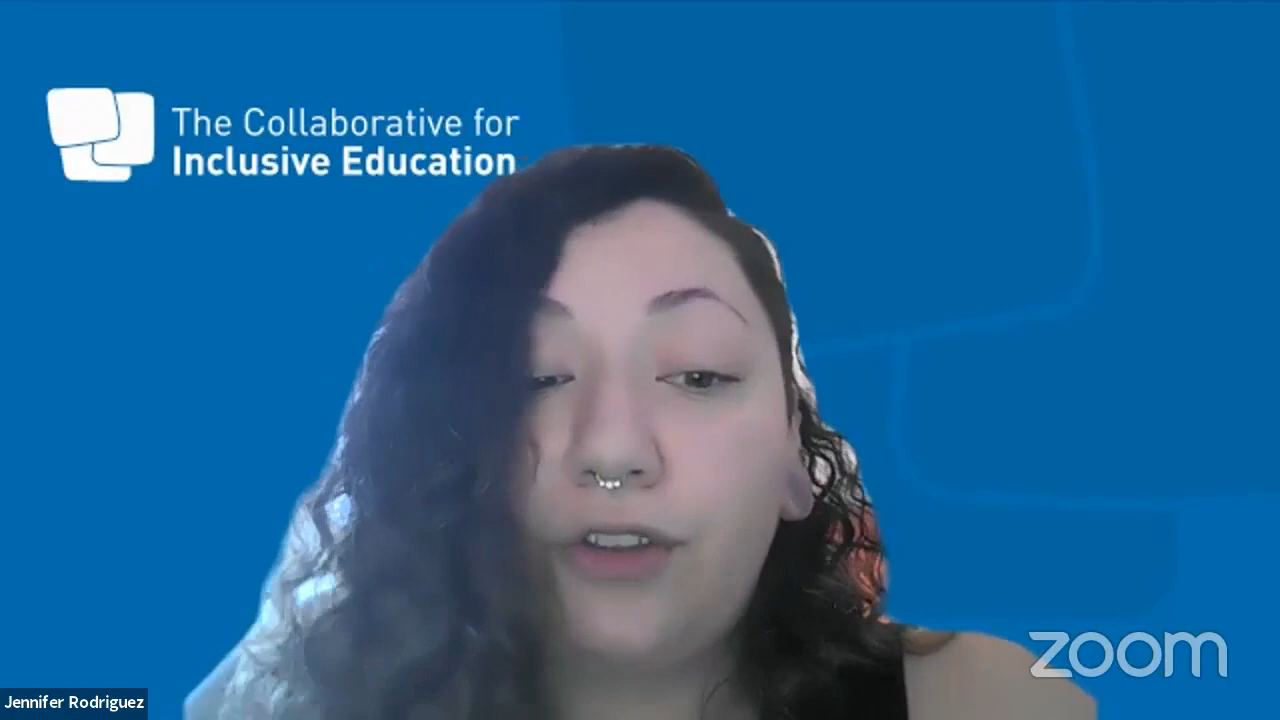 The Collaborative for
Inclusive Education
zoom
Jennifer Rodriguez